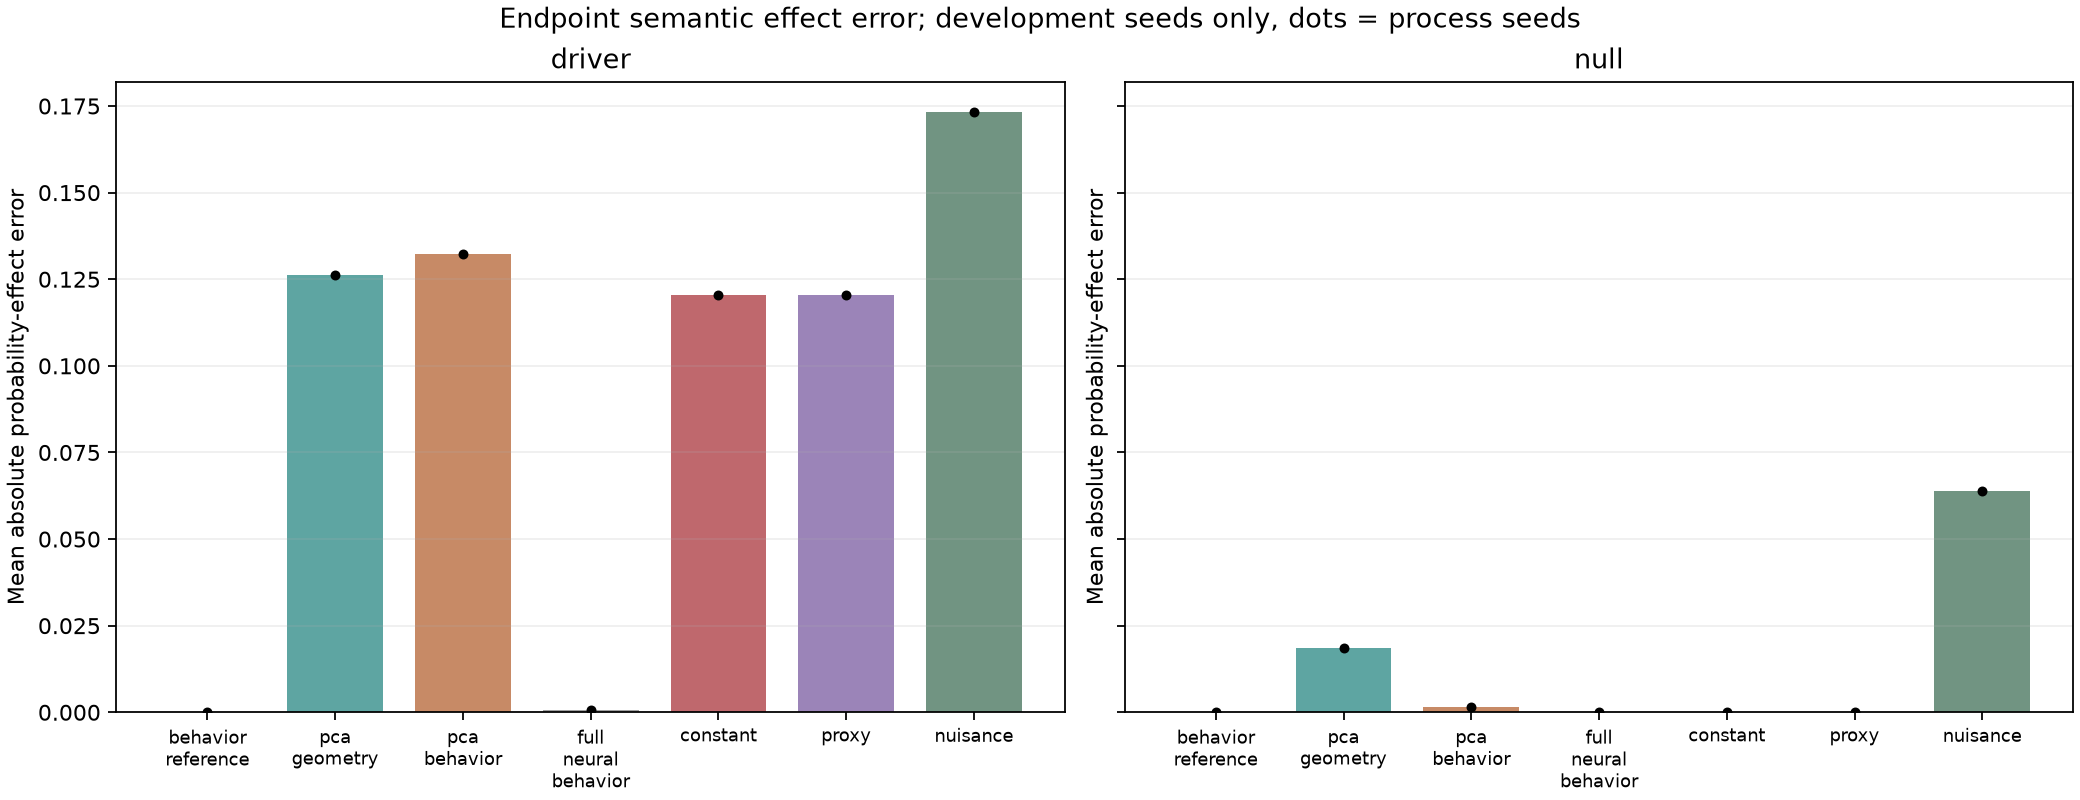 Endpoint semantic effect error; development seeds only, dots = process seeds
driver
Mean absolute probability-effect error
0.175
0.150
0.125
0.100
0.075
0.050
0.025
0.000
behavior
reference
pca
geometry
pca
behavior
full
neural
behavior
constant
proxy
nuisance
null
Mean absolute probability-effect error
behavior
reference
pca
geometry
pca
behavior
full
neural
behavior
constant
proxy
nuisance